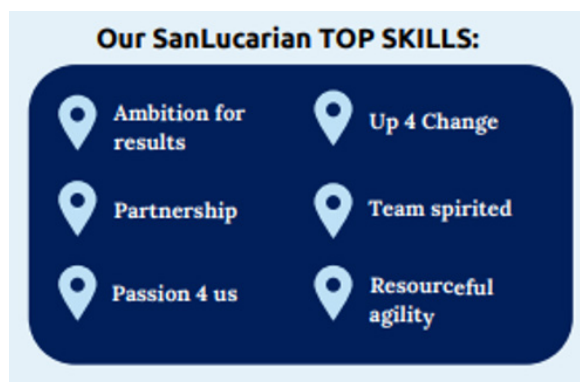 Our SanLucarian TOP SKILLS:
Ambition for
results
Up 4 Change
Partnership
Team spirited
Passion 4 us
Resourceful
agility